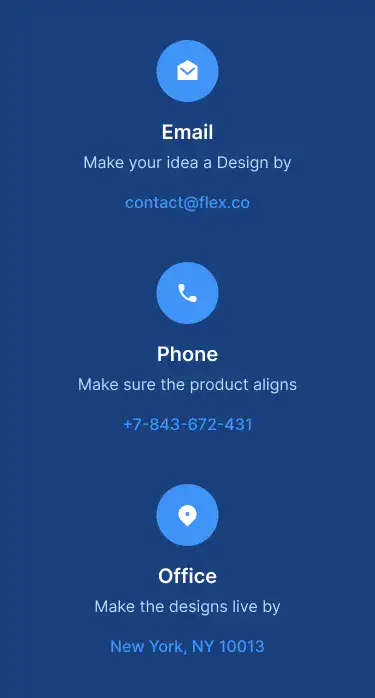 Email
Make your idea a Design by
contact@flex.co
Phone
Make sure the product aligns
+7-843-672-431
Office
Make the designs live by
New York, NY 10013